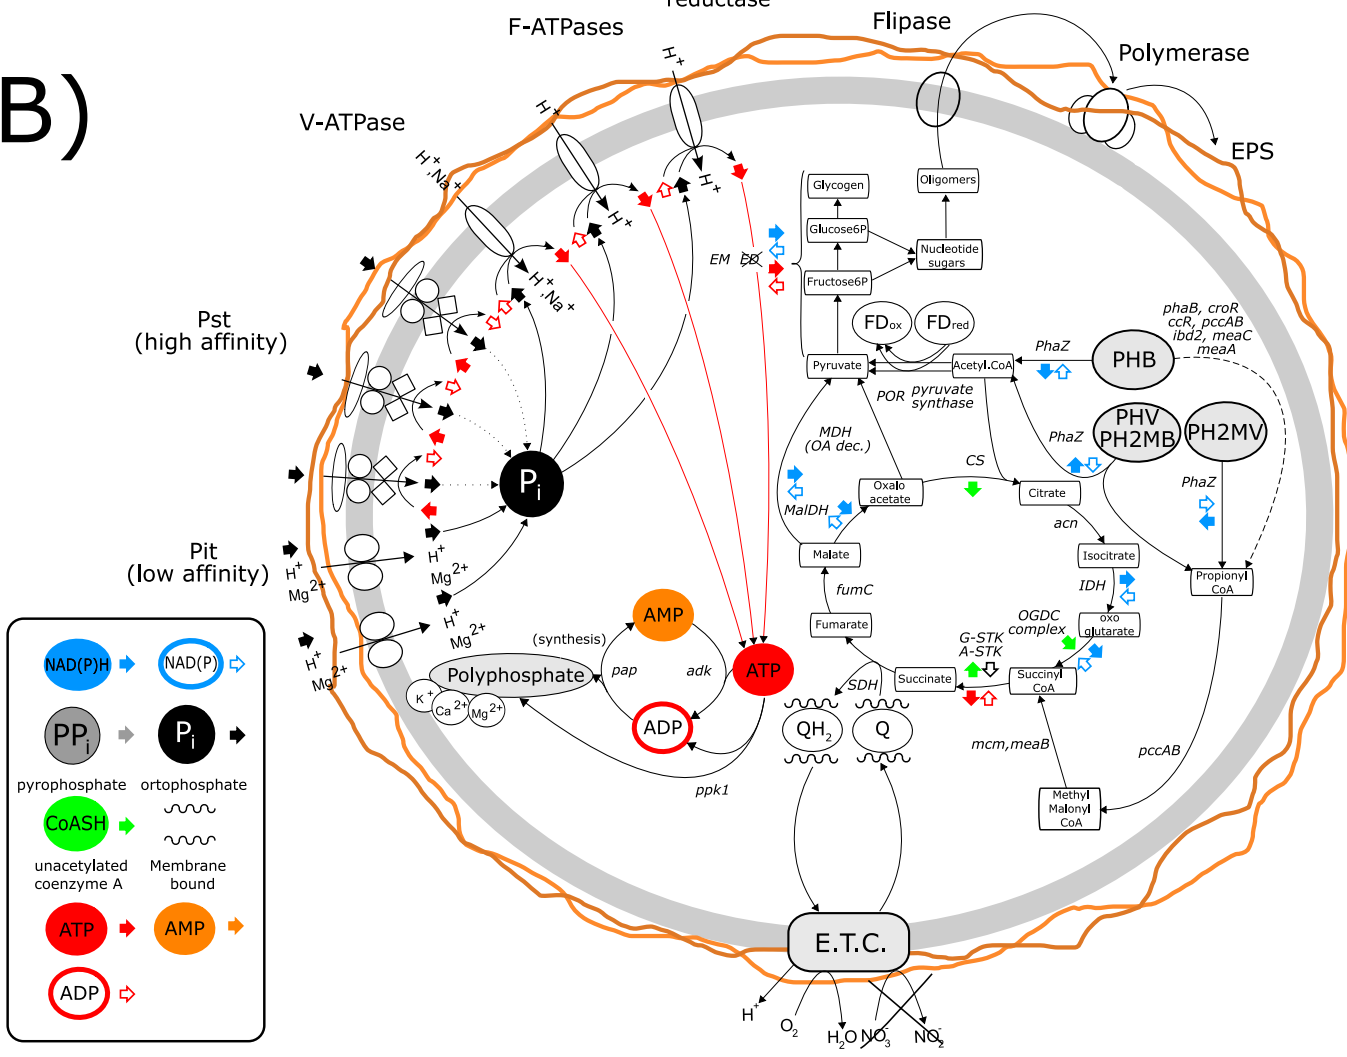 reductase
F-ATPases
Flipase
Polymerase
B)
V-ATPase
EPS
H+
H+
H+,Na+
H+
H+
H+,Na+
Glycogen
Oligomers
Glucose6P
Nucleotide
sugars
EM ED
Fructose6P
Pst
(high affinity)
FDox
FDred
phaB, croR
ccR, pccAB
ibd2, meaC
meaA
PhaZ
PHB
Pyruvate
Acetyl.CoA
POR pyruvate
synthase
MDH
(OA dec.)
PhaZ
PHV
PH2MB
PH2MV
CS
PhaZ
Pi
Oxalo
acetate
Citrate
MalDH
acn
Pit
(low affinity)
H+
Mg2+
H+
Mg2+
Malate
Isocitrate
IDH
Propionyl
CoA
fumC
AMP
H+
Mg2+
H+
Mg2+
(synthesis)
Fumarate
OGDC
complex
oxo
glutarate
G-STK
A-STK
Polyphosphate
pap
adk
ATP
Succinate
Succinyl
CoA
SDH
K+
Ca2+
Mg2+
ADP
QH2
Q
mcm,meaB
pccAB
ppk1
Methyl
Malonyl
CoA
NAD(P)H
NAD(P)
PPi
Pi
pyrophosphate
ortophosphate
CoASH
unacetylated
coenzyme A
Membrane
bound
ATP
AMP
ADP
E.T.C.
H+
O2
H2O
NO3-
NO2-